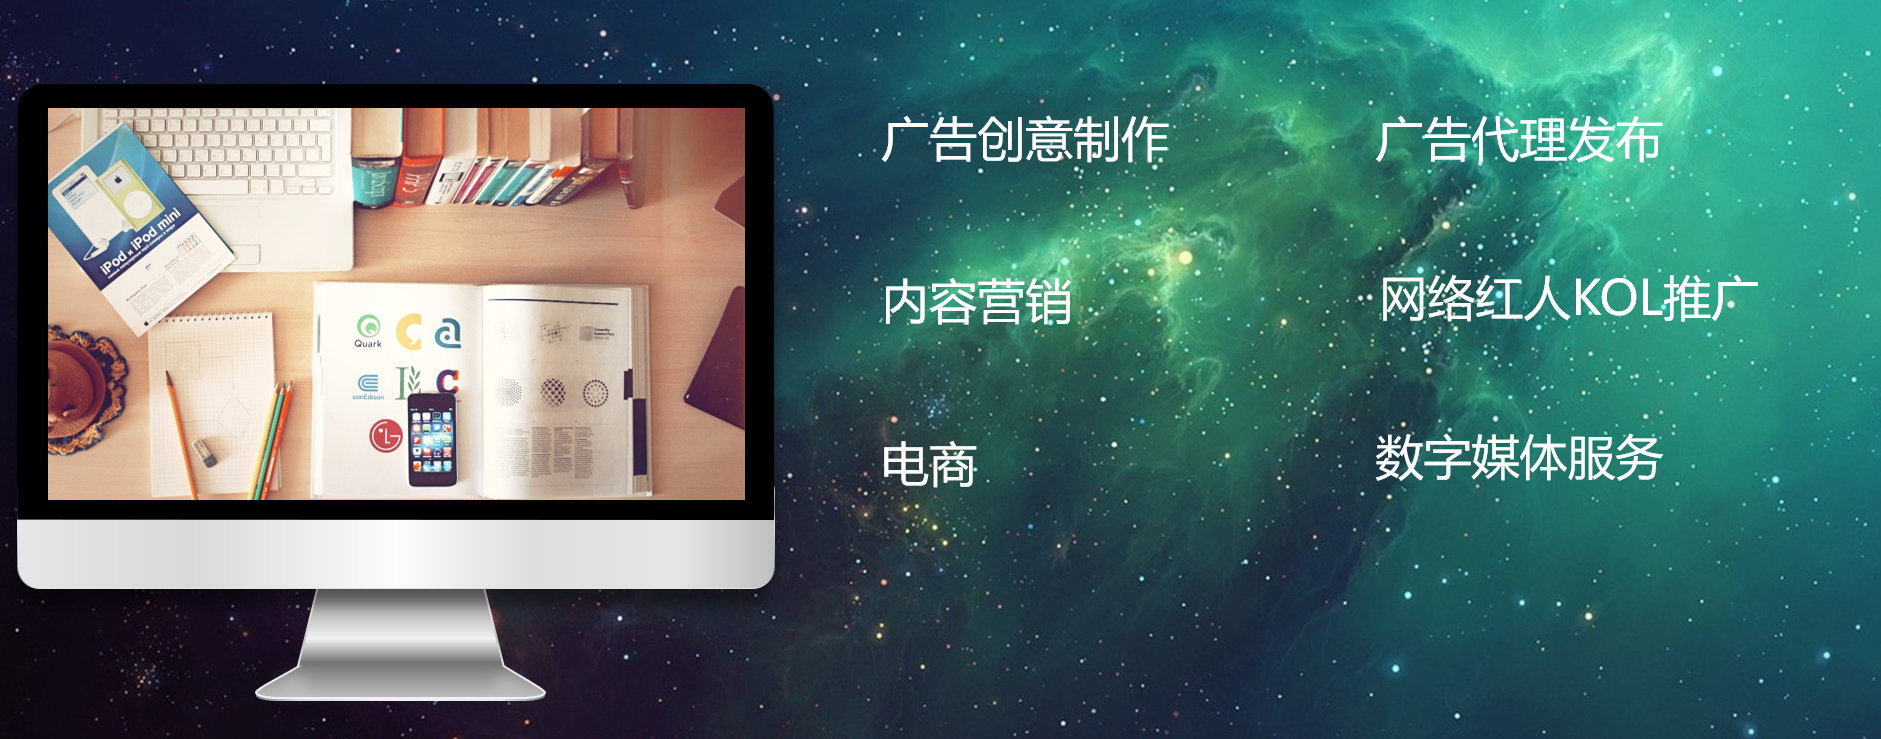 广告创意制作
广告代理发布
内容营销
网络红人KOL推广
电商
数字媒体服务
iPod и iPod mini
Quark
conEdison
LG